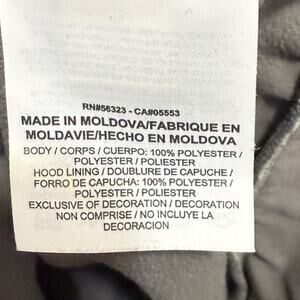 RN#56323 - CA#05553
MADE IN MOLDOVA/FABRIQUE EN
MOLDAVIE/HECHO EN MOLDOVA
BODY / CORPS / CUERPO: 100% POLYESTER /
POLYESTER / POLIESTER
HOOD LINING / DOUBLURE DE CAPUCHE /
FORRO DE CAPUCHA: 100% POLYESTER /
POLYESTER / POLIESTER
EXCLUSIVE OF DECORATION / DECORATION
NON COMPRISE / NO INCLUYE LA
DECORACION